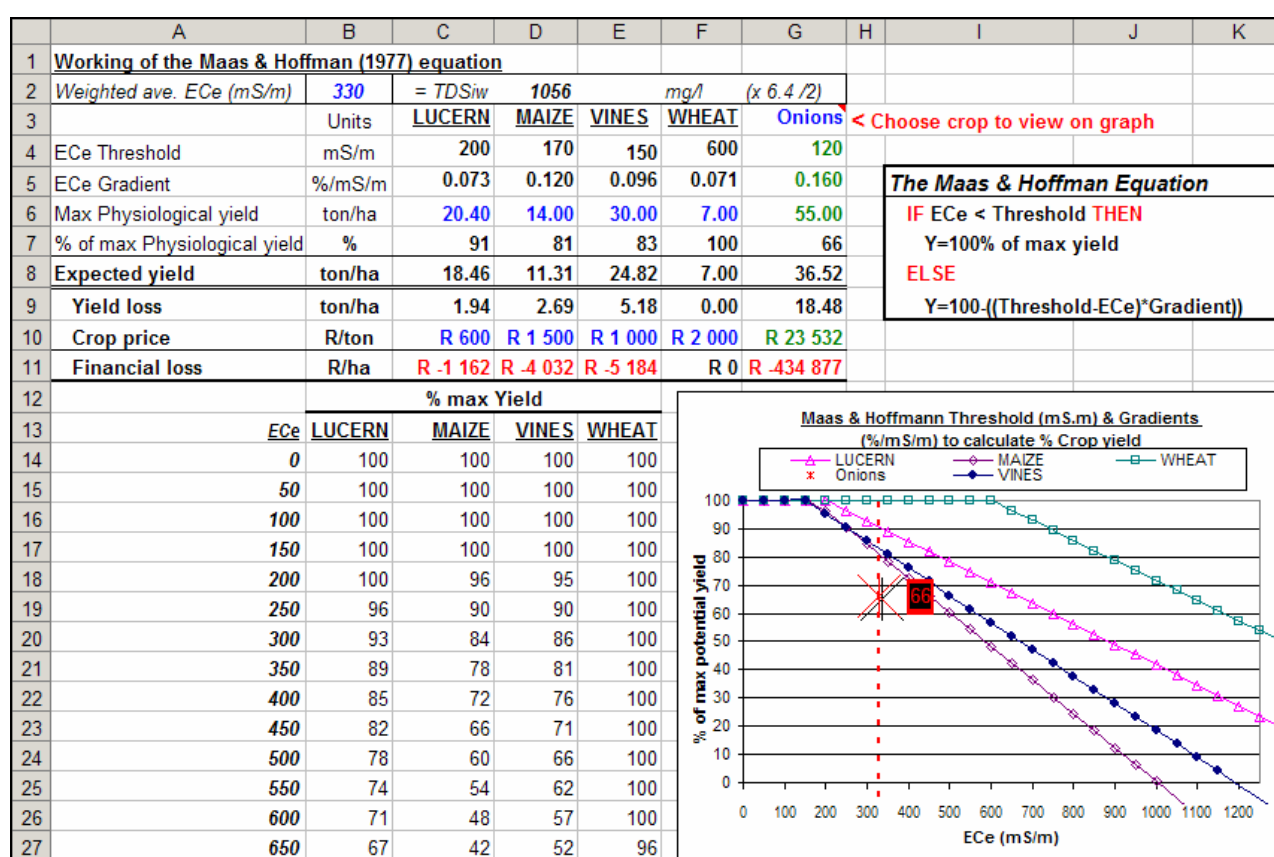 A B C D E F G H I J K
1 Working of the Maas & Hoffman (1977) equation
2 Weighted ave. ECe (mS/m) 330 = TDSiw 1056 mg/l (x 6.4 /2)
3 Units LUCERN MAIZE VINES WHEAT Onions < Choose crop to view on graph
4 ECe Threshold mS/m 200 170 150 600 120
5 ECe Gradient %/mS/m 0.073 0.120 0.096 0.071 0.160
6 Max Physiological yield ton/ha 20.40 14.00 30.00 7.00 55.00
7 % of max Physiological yield % 91 81 83 100 66
8 Expected yield ton/ha 18.46 11.31 24.82 7.00 36.52
9 Yield loss ton/ha 1.94 2.69 5.18 0.00 18.48
10 Crop price R/ton R 600 R 1 500 R 1 000 R 2 000 R 23 532
11 Financial loss R/ha R -1 162 R -4 032 R -5 184 R 0 R -434 877
The Maas & Hoffman Equation
IF ECe < Threshold THEN
Y=100% of max yield
ELSE
Y=100-((Threshold-ECe)*Gradient))
12 % max Yield
13 ECe LUCERN MAIZE VINES WHEAT
14 0 100 100 100 100
15 50 100 100 100 100
16 100 100 100 100 100
17 150 100 100 100 100
18 200 100 96 95 100
19 250 96 90 90 100
20 300 93 84 86 100
21 350 89 78 81 100
22 400 85 72 76 100
23 450 82 66 71 100
24 500 78 60 66 100
25 550 74 54 62 100
26 600 71 48 57 100
27 650 67 42 52 96
Maas & Hoffmann Threshold (mS.m) & Gradients
(%/mS/m) to calculate % Crop yield
LUCERN MAIZE WHEAT
Onions VINES
% of max potential yield
100
90
80
70
60
50
40
30
20
10
0
66
0 100 200 300 400 500 600 700 800 900 1000 1100 1200
ECe (mS/m)